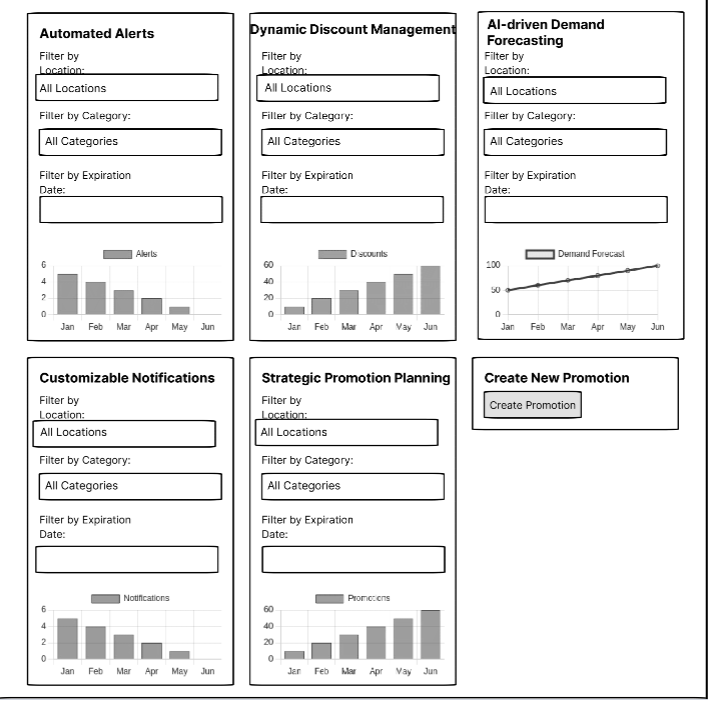 Automated Alerts
Filter by
Location:
All Locations
Filter by Category:
All Categories
Filter by Expiration
Date:
Alerts
6
4
2
0
Jan Feb Mar Apr May Jun
Dynamic Discount Management
Filter by
Location:
All Locations
Filter by Category:
All Categories
Filter by Expiration
Date:
Discounts
60
40
20
0
Jan Feb Mar Apr May Jun
AI-driven Demand
Forecasting
Filter by
Location:
All Locations
Filter by Category:
All Categories
Filter by Expiration
Date:
Demand Forecast
100
50
0
Jan Feb Mar Apr May Jun
Customizable Notifications
Filter by
Location:
All Locations
Filter by Category:
All Categories
Filter by Expiration
Date:
Notifications
6
4
2
0
Jan Feb Mar Apr May Jun
Strategic Promotion Planning
Filter by
Location:
All Locations
Filter by Category:
All Categories
Filter by Expiration
Date:
Promotions
60
40
20
0
Jan Feb Mar Apr May Jun
Create New Promotion
Create Promotion